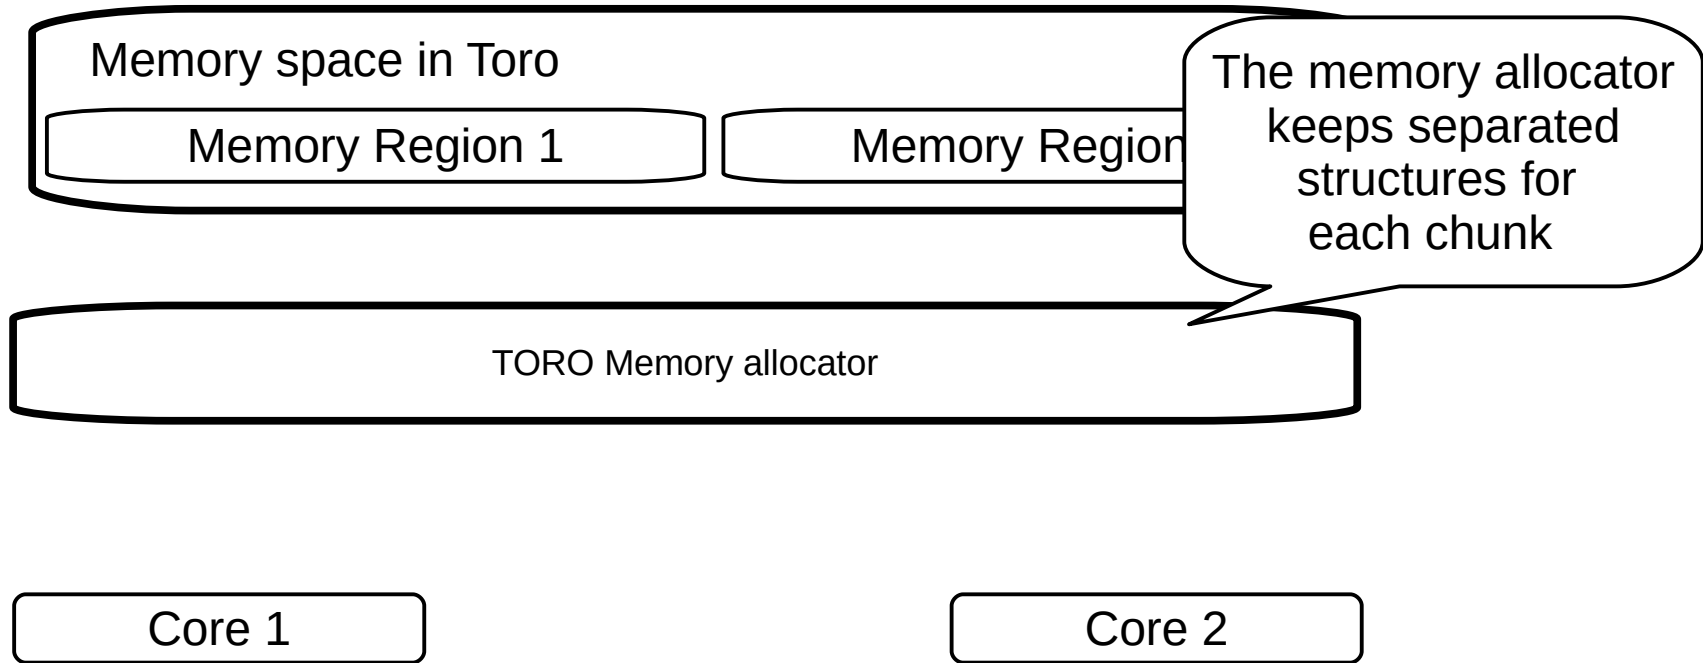 Memory space in Toro
Memory Region 1
Memory Region
The memory allocator
keeps separated
structures for
each chunk
TORO Memory allocator
Core 1
Core 2